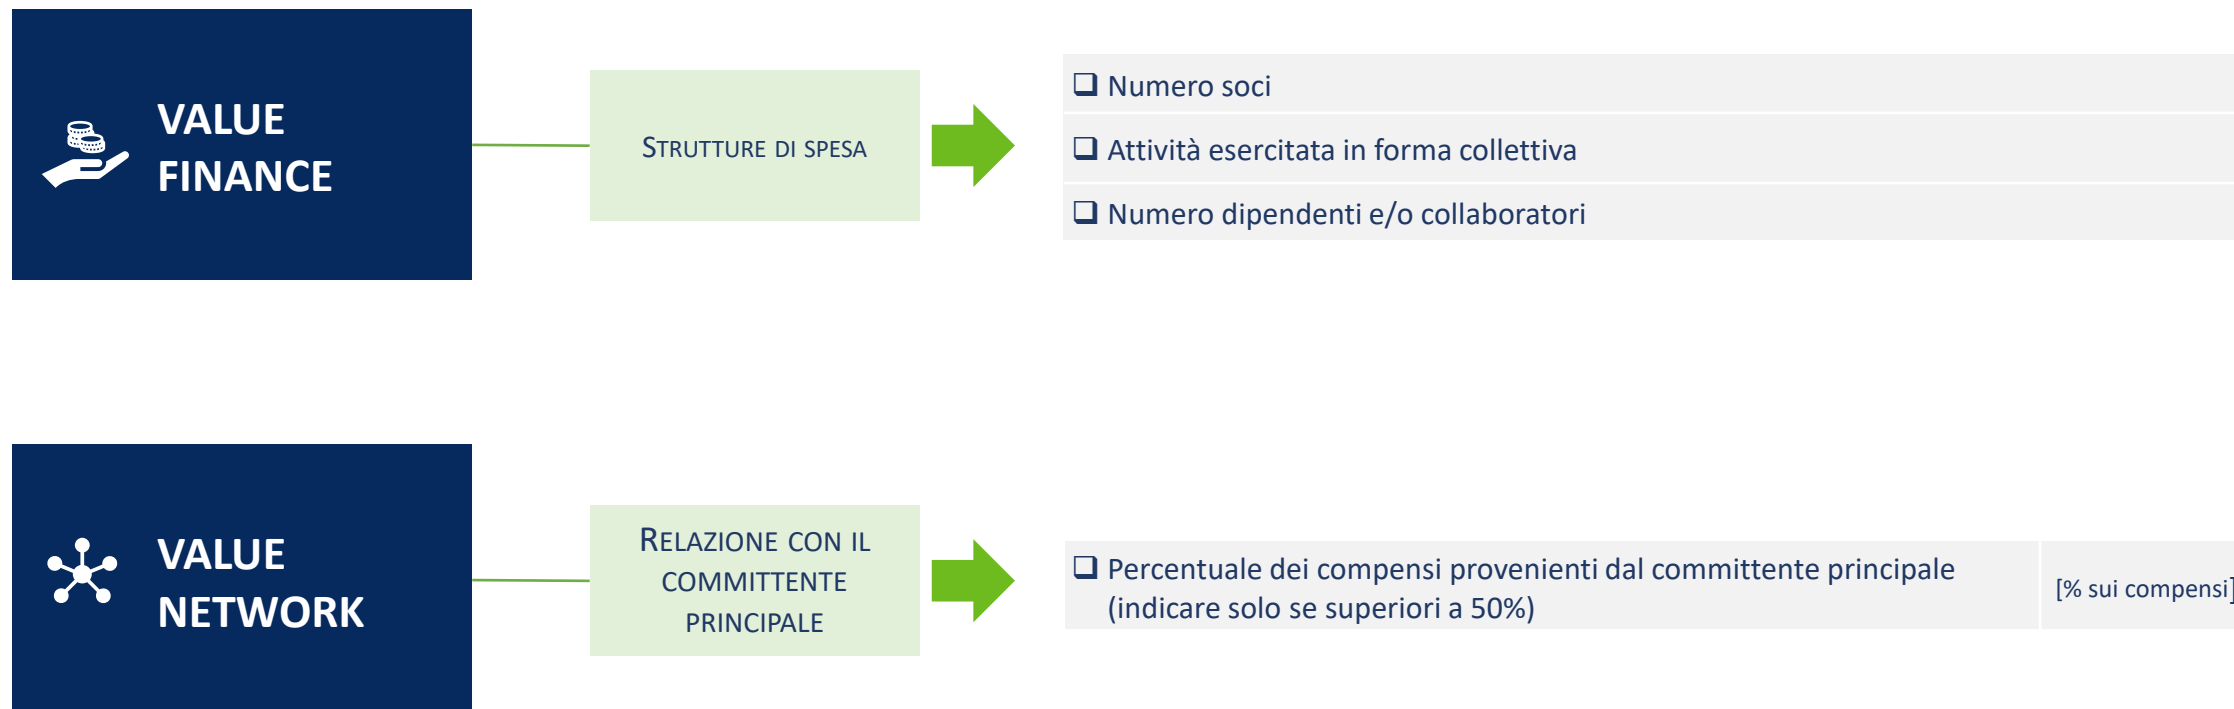 VALUE
FINANCE
STRUTTURE DI SPESA
❑ Numero soci
❑ Attività esercitata in forma collettiva
❑ Numero dipendenti e/o collaboratori
VALUE
NETWORK
RELAZIONE CON IL
COMMITTENTE
PRINCIPALE
❑ Percentuale dei compensi provenienti dal committente principale
(indicare solo se superiori a 50%)
[% sui compensi]